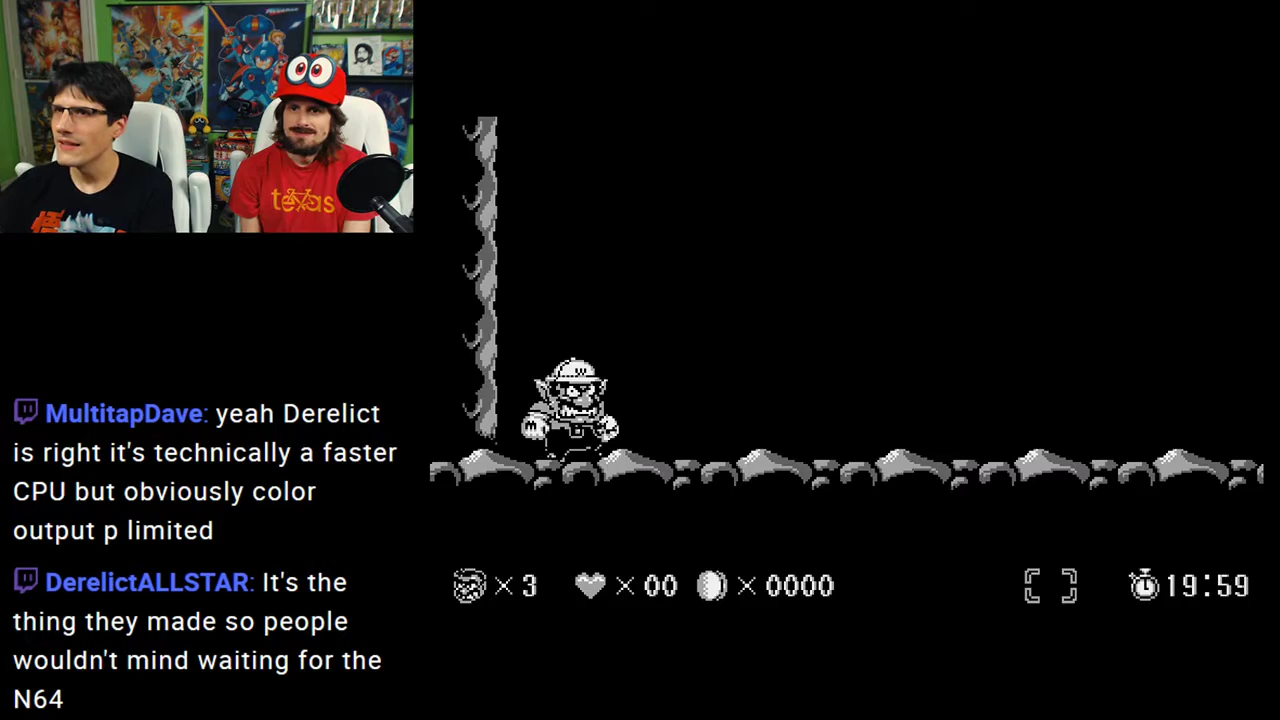 texas
MultitapDave: yeah Derelict
is right it's technically a faster
CPU but obviously color
output p limited
DerelictALLSTAR: It's the
thing they made so people
wouldn't mind waiting for the
N64
W
×3 ×00 ×0000 19:59